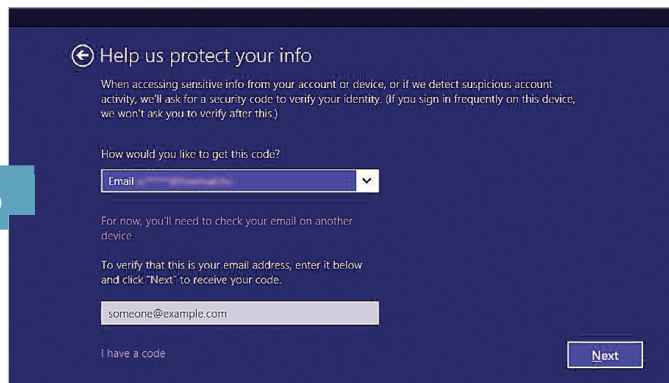 Help us protect your info
When accessing sensitive info from your account or device, or if we detect suspicious account
activity, we'll ask for a security code to verify your identity. (If you sign in frequently on this device,
we won't ask you to verify after this.)
How would you like to get this code?
Email
For now, you'll need to check your email on another
device.
To verify that this is your email address, enter it below
and click "Next" to receive your code.
someone@example.com
I have a code
Next